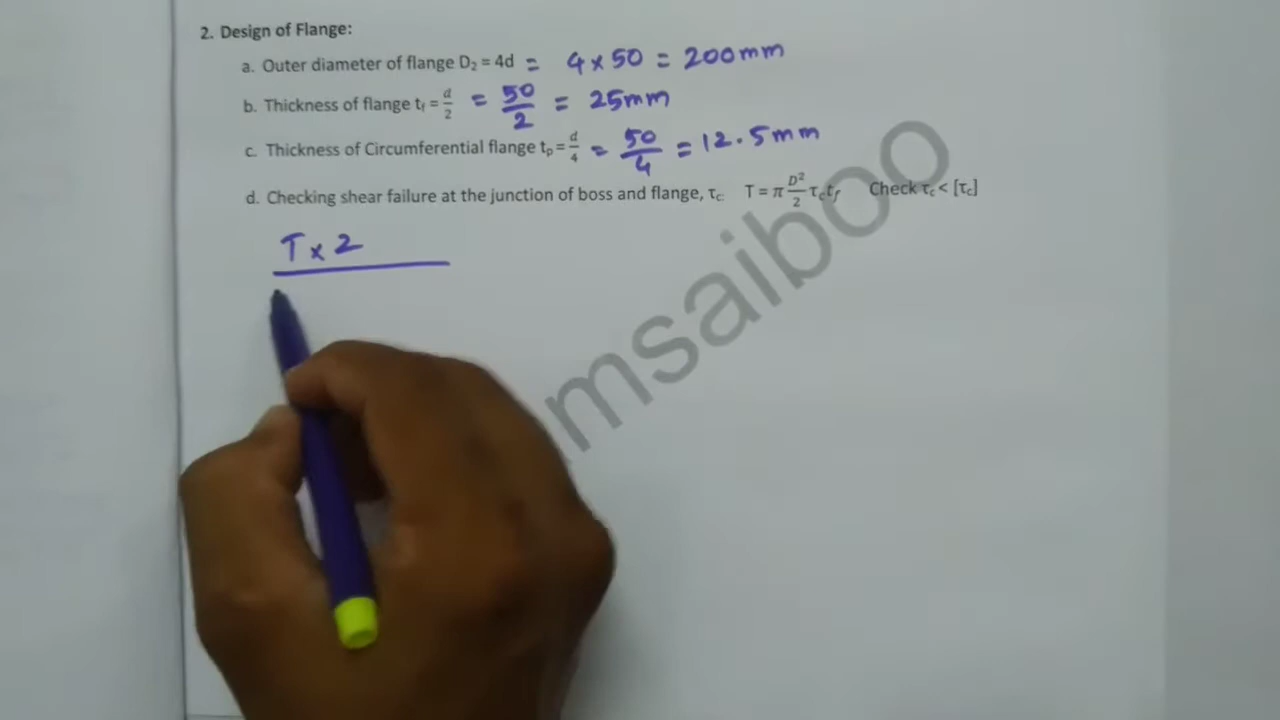 2. Design of Flange:
a. Outer diameter of flange D₂ = 4d = 4 × 50 = 200mm
b. Thickness of flange t_f = d/2 = 50/2 = 25mm
c. Thickness of Circumferential flange t_p = d/4 = 50/4 = 12.5mm
d. Checking shear failure at the junction of boss and flange, τ_c: T = π D²/2 τ_c t_f Check τ_c < [τ_c]
T × 2
msaiboo